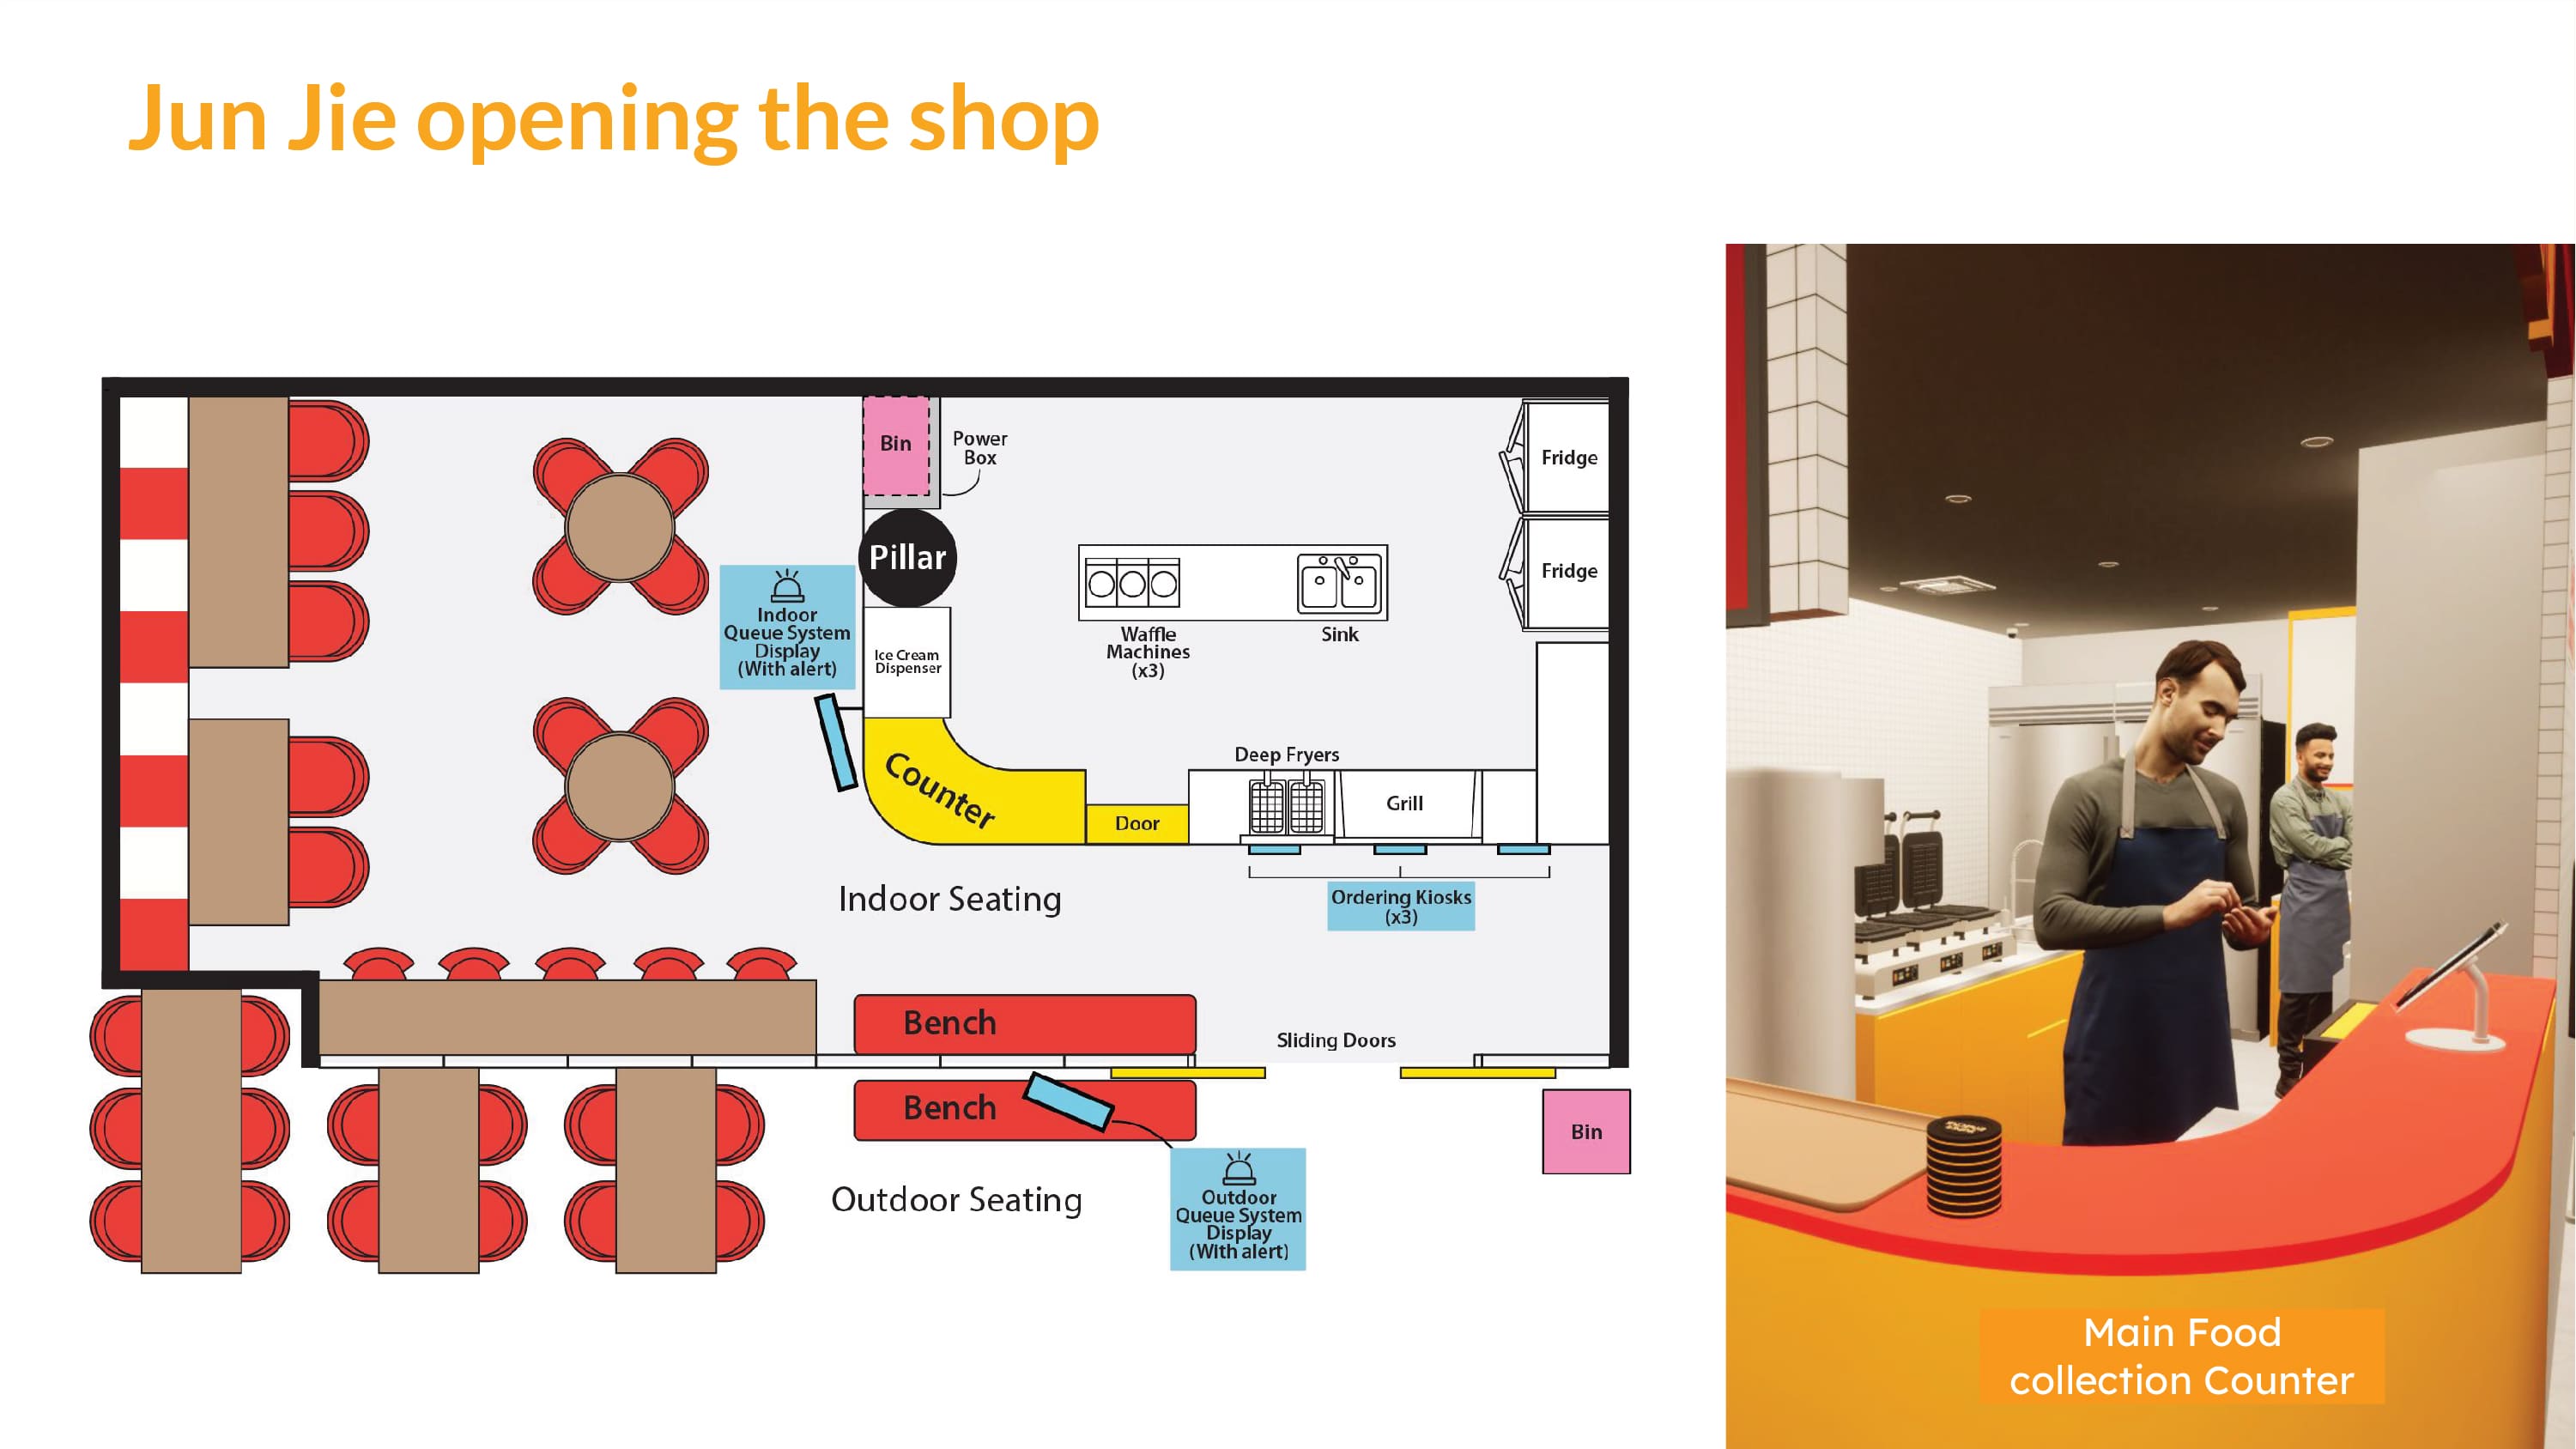 Jun Jie opening the shop
Bin
Power
Box
Fridge
Pillar
Fridge
Indoor
Queue System
Display
(With alert)
Ice Cream
Dispenser
Waffle
Machines
(x3)
Sink
Counter
Deep Fryers
Grill
Door
Indoor Seating
Ordering Kiosks
(x3)
Bench
Sliding Doors
Bench
Bin
Outdoor Seating
Outdoor
Queue System
Display
(With alert)
Main Food
collection Counter